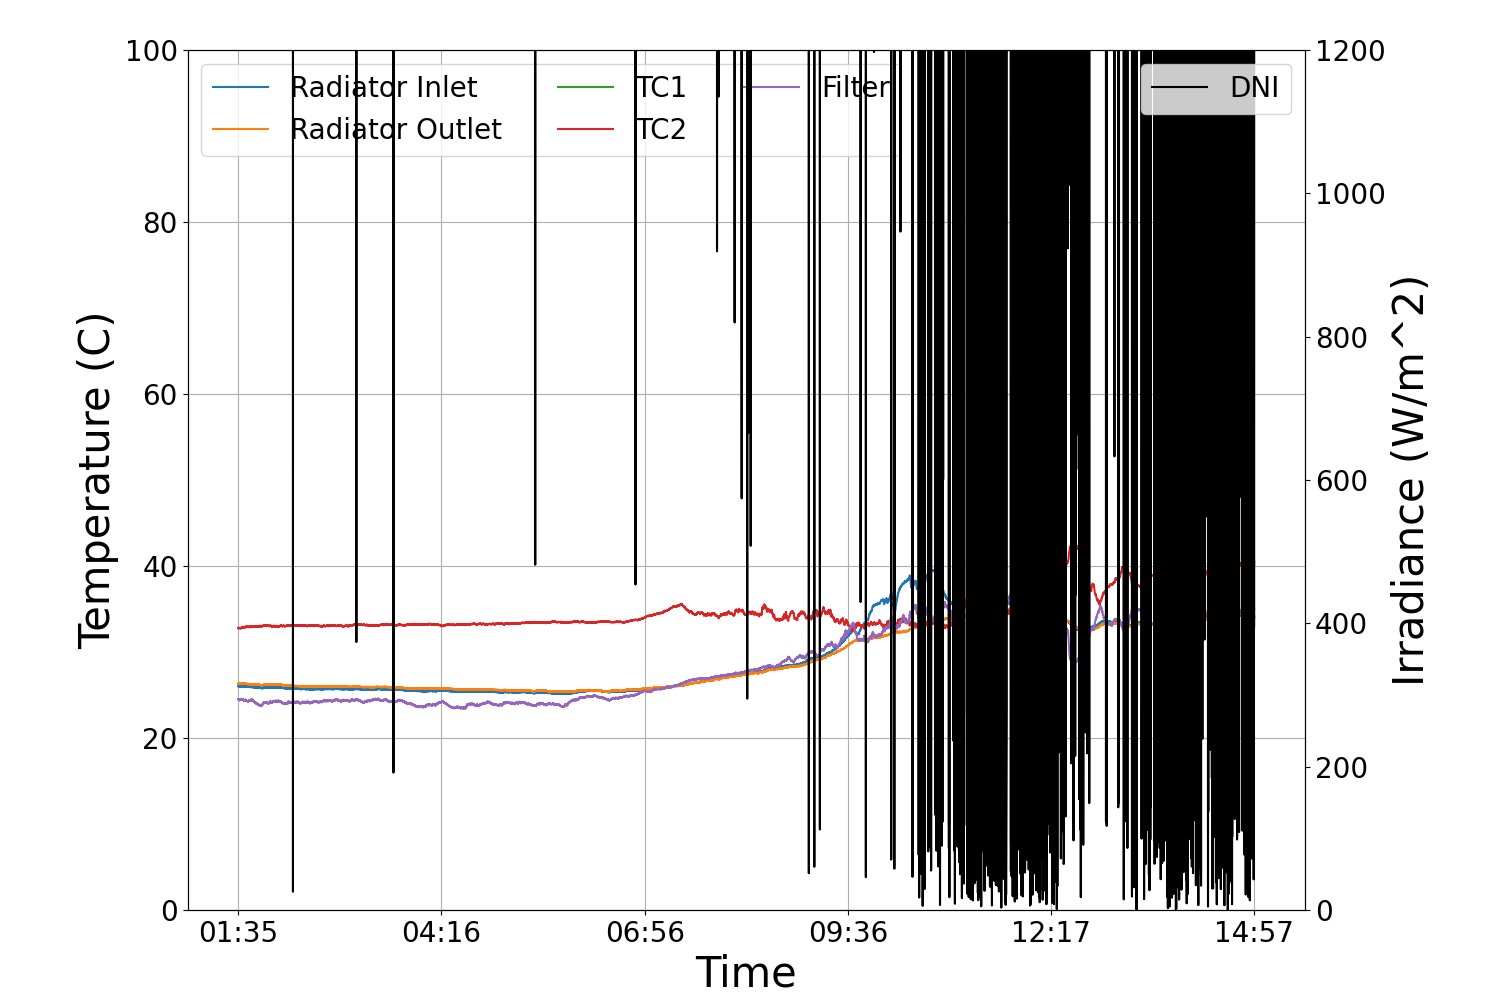 100
80
60
40
20
0
Temperature (C)
Radiator Inlet
Radiator Outlet
TC1
TC2
Filter
DNI
1200
1000
800
600
400
200
0
Irradiance (W/m^2)
01:35 04:16 06:56 09:36 12:17 14:57
Time